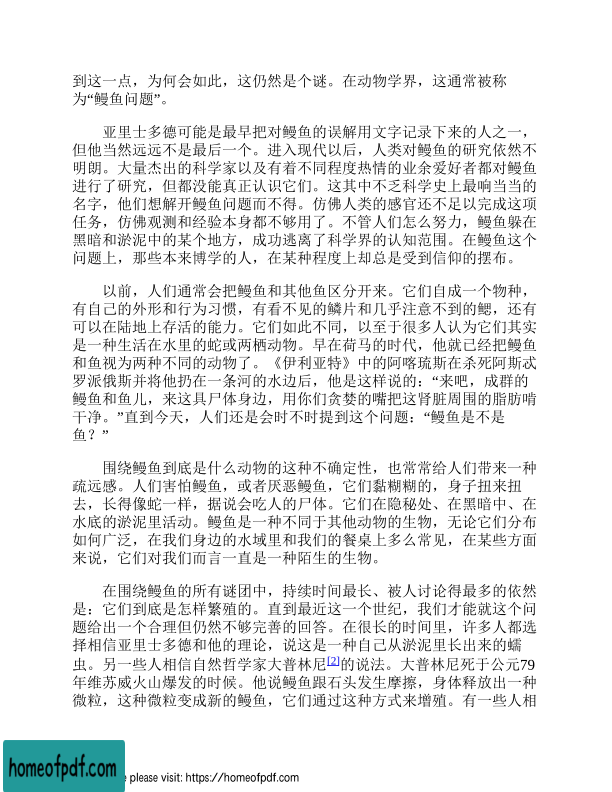 到这一点，为何会如此，这仍然是个谜。在动物学界，这通常被称
为“鳗鱼问题”。
亚里士多德可能是最早把对鳗鱼的误解用文字记录下来的人之一，
但他当然远远不是最后一个。进入现代以后，人类对鳗鱼的研究依然不
明朗。大量杰出的科学家以及有着不同程度热情的业余爱好者都对鳗鱼
进行了研究，但都没能真正认识它们。这其中不乏科学史上最响当当的
名字，他们想解开鳗鱼问题而不得。仿佛人类的感官还不足以完成这项
任务，仿佛观测和经验本身都不够用了。不管人们怎么努力，鳗鱼躲在
黑暗和淤泥中的某个地方，成功逃离了科学界的认知范围。在鳗鱼这个
问题上，那些本来博学的人，在某种程度上却总是受到信仰的摆布。
以前，人们通常会把鳗鱼和其他鱼区分开来。它们自成一个物种，
有自己的外形和行为习惯，有看不见的鳞片和几乎注意不到的鳃，还有
可以在陆地上存活的能力。它们如此不同，以至于很多人认为它们其实
是一种生活在水里的蛇或两栖动物。早在荷马的时代，他就已经把鳗鱼
和鱼视为两种不同的动物了。《伊利亚特》中的阿喀琉斯在杀死阿斯忒
罗派俄斯并将他扔在一条河的水边后，他是这样说的：“来吧，成群的
鳗鱼和鱼儿，来这具尸体身边，用你们贪婪的嘴把这肾脏周围的脂肪啃
干净。”直到今天，人们还是会时不时提到这个问题：“鳗鱼是不是
鱼？”
围绕鳗鱼到底是什么动物的这种不确定性，也常常给人们带来一种
疏远感。人们害怕鳗鱼，或者厌恶鳗鱼，它们黏糊糊的，身子扭来扭
去，长得像蛇一样，据说会吃人的尸体。它们在隐秘处、在黑暗中、在
水底的淤泥里活动。鳗鱼是一种不同于其他动物的生物，无论它们分布
如何广泛，在我们身边的水域里和我们的餐桌上多么常见，在某些方面
来说，它们对我们而言一直是一种陌生的生物。
在围绕鳗鱼的所有谜团中，持续时间最长、被人讨论得最多的依然
是：它们到底是怎样繁殖的。直到最近这一个世纪，我们才能就这个问
题给出一个合理但仍然不够完善的回答。在很长的时间里，许多人都选
择相信亚里士多德和他的理论，说这是一种自己从淤泥里长出来的蠕
虫。另一些人相信自然哲学家大普林尼[2]的说法。大普林尼死于公元79
年维苏威火山爆发的时候。他说鳗鱼跟石头发生摩擦，身体释放出一种
微粒，这种微粒变成新的鳗鱼，它们通过这种方式来增殖。有一些人相
homeofpdf.com
e please visit: https://homeofpdf.com